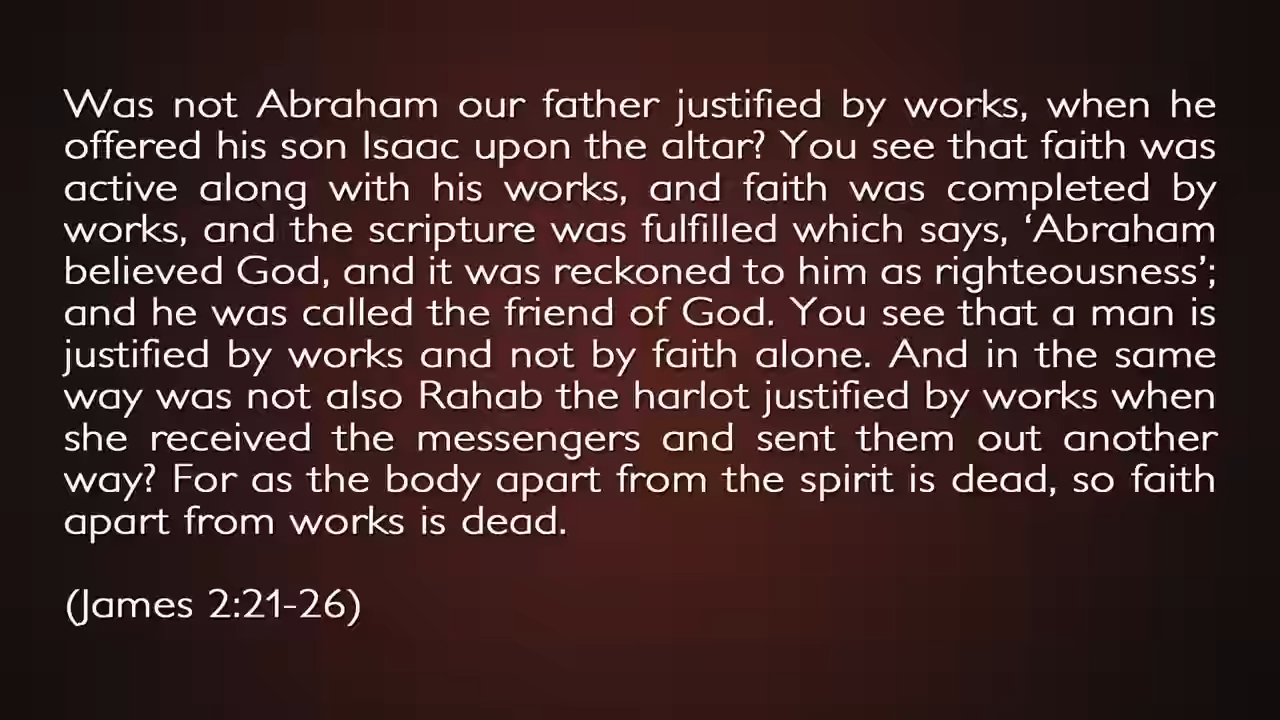 Was not Abraham our father justified by works, when he
offered his son Isaac upon the altar? You see that faith was
active along with his works, and faith was completed by
works, and the scripture was fulfilled which says, ‘Abraham
believed God, and it was reckoned to him as righteousness’;
and he was called the friend of God. You see that a man is
justified by works and not by faith alone. And in the same
way was not also Rahab the harlot justified by works when
she received the messengers and sent them out another
way? For as the body apart from the spirit is dead, so faith
apart from works is dead.
(James 2:21-26)